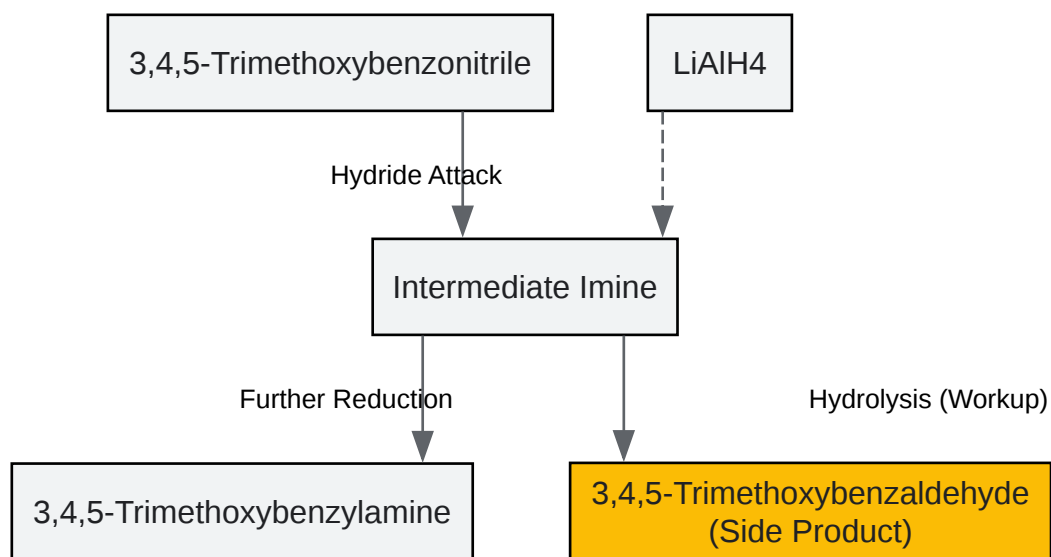 3,4,5-Trimethoxybenzonitrile
LiAlH4
Hydride Attack
Intermediate Imine
Further Reduction
Hydrolysis (Workup)
3,4,5-Trimethoxybenzylamine
3,4,5-Trimethoxybenzaldehyde
(Side Product)